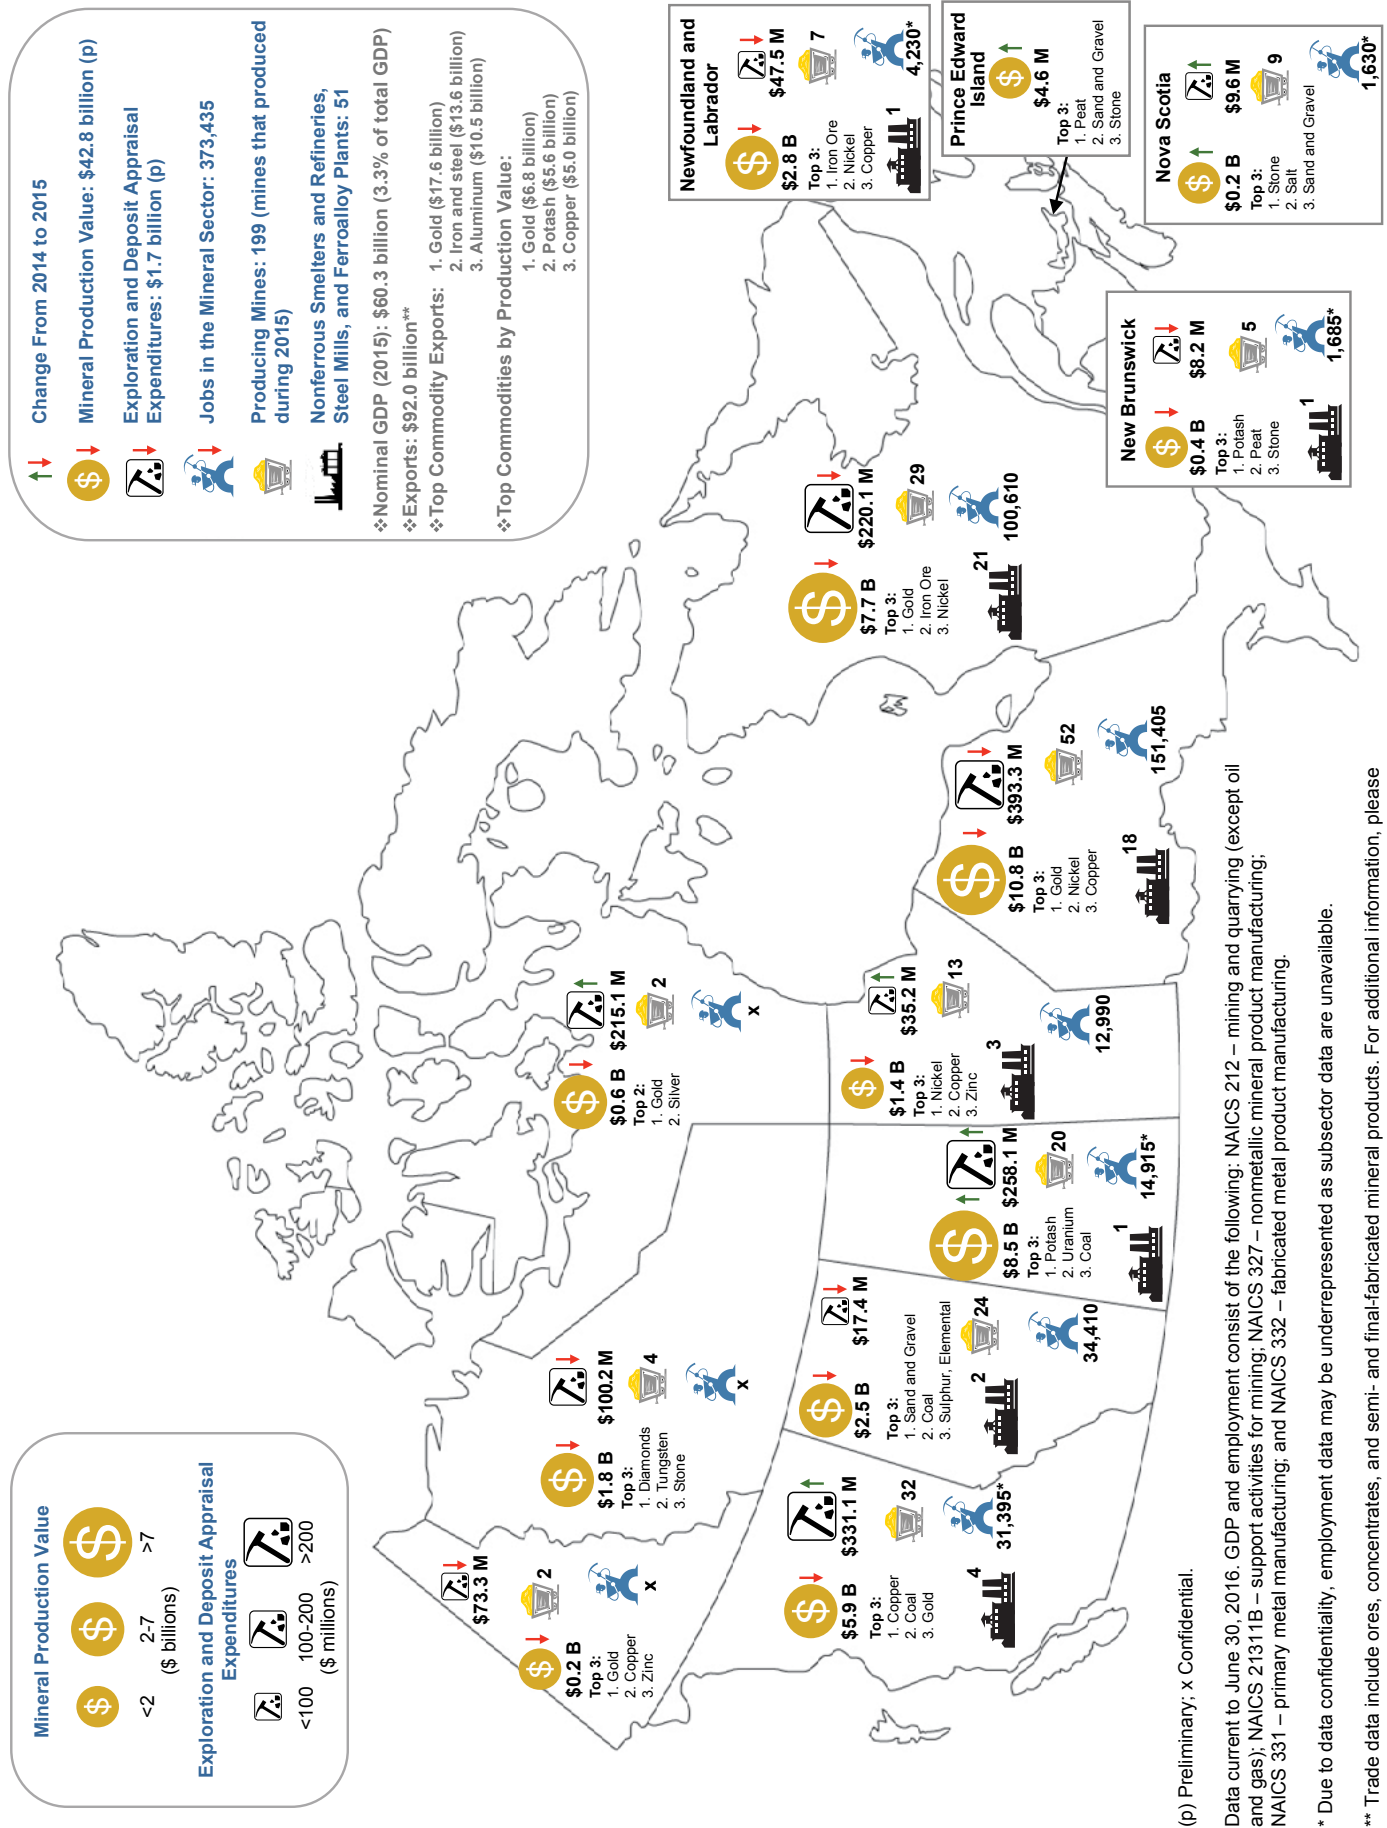 Mineral Production Value
<2
2-7
>7
($ billions)
Exploration and Deposit Appraisal
Expenditures
<100
100-200
>200
($ millions)
Change From 2014 to 2015
Mineral Production Value: $42.8 billion (p)
Exploration and Deposit Appraisal
Expenditures: $1.7 billion (p)
Jobs in the Mineral Sector: 373,435
Producing Mines: 199 (mines that produced
during 2015)
Nonferrous Smelters and Refineries,
Steel Mills, and Ferroalloy Plants: 51
❖Nominal GDP (2015): $60.3 billion (3.3% of total GDP)
❖Exports: $92.0 billion**
❖Top Commodity Exports: 1. Gold ($17.6 billion)
2. Iron and steel ($13.6 billion)
3. Aluminum ($10.5 billion)
❖Top Commodities by Production Value:
1. Gold ($6.8 billion)
2. Potash ($5.6 billion)
3. Copper ($5.0 billion)
$73.3 M
2
$0.2 B
Top 3:
1. Gold
2. Copper
3. Zinc
x
$1.8 B
$100.2 M
Top 3:
1. Diamonds
2. Tungsten
3. Stone
4
x
$0.6 B
$215.1 M
Top 2:
1. Gold
2. Silver
2
x
$5.9 B
$331.1 M
Top 3:
1. Copper
2. Coal
3. Gold
32
4
31,395*
$2.5 B
$17.4 M
Top 3:
1. Sand and Gravel
2. Coal
3. Sulphur, Elemental
24
2
34,410
$8.5 B
$258.1 M
Top 3:
1. Potash
2. Uranium
3. Coal
20
1
14,915*
$1.4 B
$35.2 M
Top 3:
1. Nickel
2. Copper
3. Zinc
13
3
12,990
$10.8 B
$393.3 M
Top 3:
1. Gold
2. Nickel
3. Copper
52
18
151,405
$7.7 B
$220.1 M
Top 3:
1. Gold
2. Iron Ore
3. Nickel
29
21
100,610
Newfoundland and
Labrador
$2.8 B
$47.5 M
Top 3:
1. Iron Ore
2. Nickel
3. Copper
7
1
4,230*
Prince Edward
Island
$4.6 M
Top 3:
1. Peat
2. Sand and Gravel
3. Stone
Nova Scotia
$0.2 B
$9.6 M
Top 3:
1. Stone
2. Salt
3. Sand and Gravel
9
1,630*
New Brunswick
$0.4 B
$8.2 M
Top 3:
1. Potash
2. Peat
3. Stone
5
1
1,685*
(p) Preliminary; x Confidential.
Data current to June 30, 2016. GDP and employment consist of the following: NAICS 212 – mining and quarrying (except oil
and gas); NAICS 21311B – support activities for mining; NAICS 327 – nonmetallic mineral product manufacturing;
NAICS 331 – primary metal manufacturing; and NAICS 332 – fabricated metal product manufacturing.
* Due to data confidentiality, employment data may be underrepresented as subsector data are unavailable.
** Trade data include ores, concentrates, and semi- and final-fabricated mineral products. For additional information, please